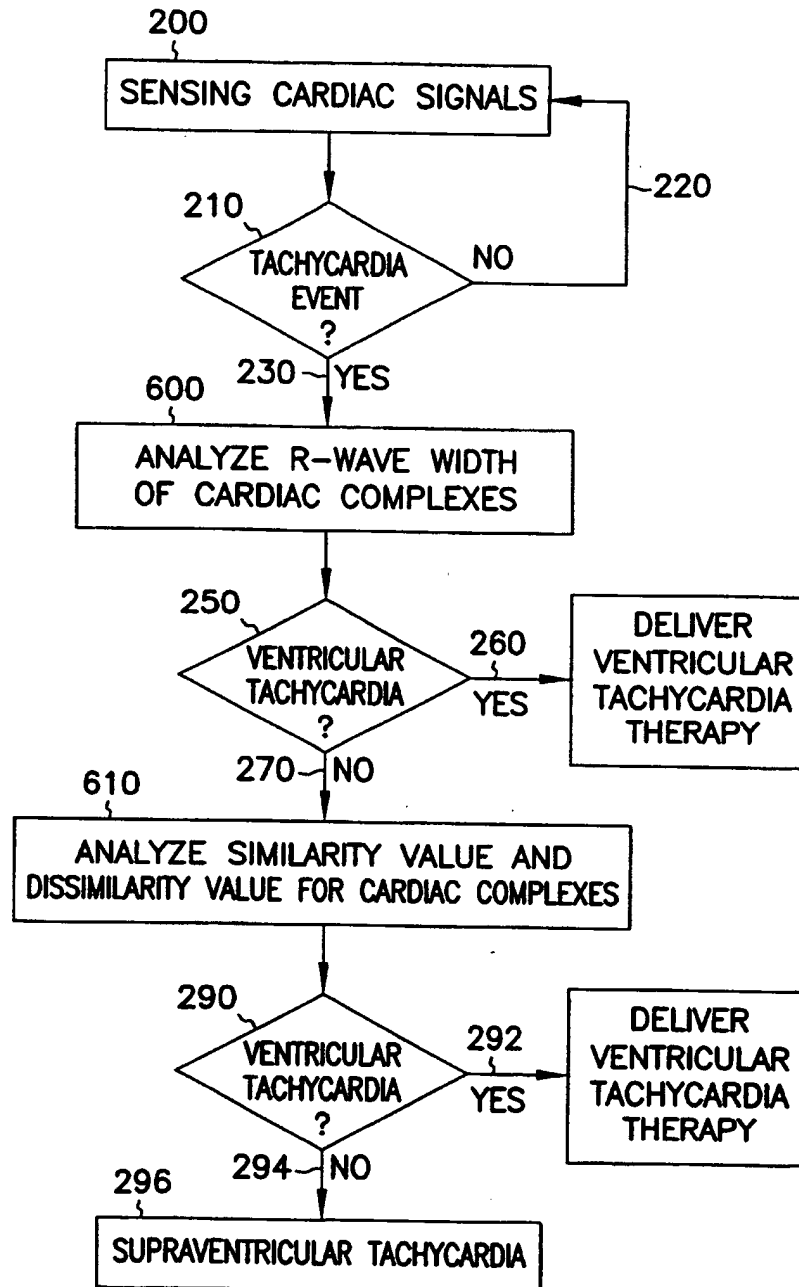 200
SENSING CARDIAC SIGNALS
220
210
TACHYCARDIA
EVENT
?
NO
230
YES
600
ANALYZE R-WAVE WIDTH
OF CARDIAC COMPLEXES
250
VENTRICULAR
TACHYCARDIA
?
260
YES
DELIVER
VENTRICULAR
TACHYCARDIA
THERAPY
270
NO
610
ANALYZE SIMILARITY VALUE AND
DISSIMILARITY VALUE FOR CARDIAC COMPLEXES
290
VENTRICULAR
TACHYCARDIA
?
292
YES
DELIVER
VENTRICULAR
TACHYCARDIA
THERAPY
294
NO
296
SUPRAVENTRICULAR TACHYCARDIA